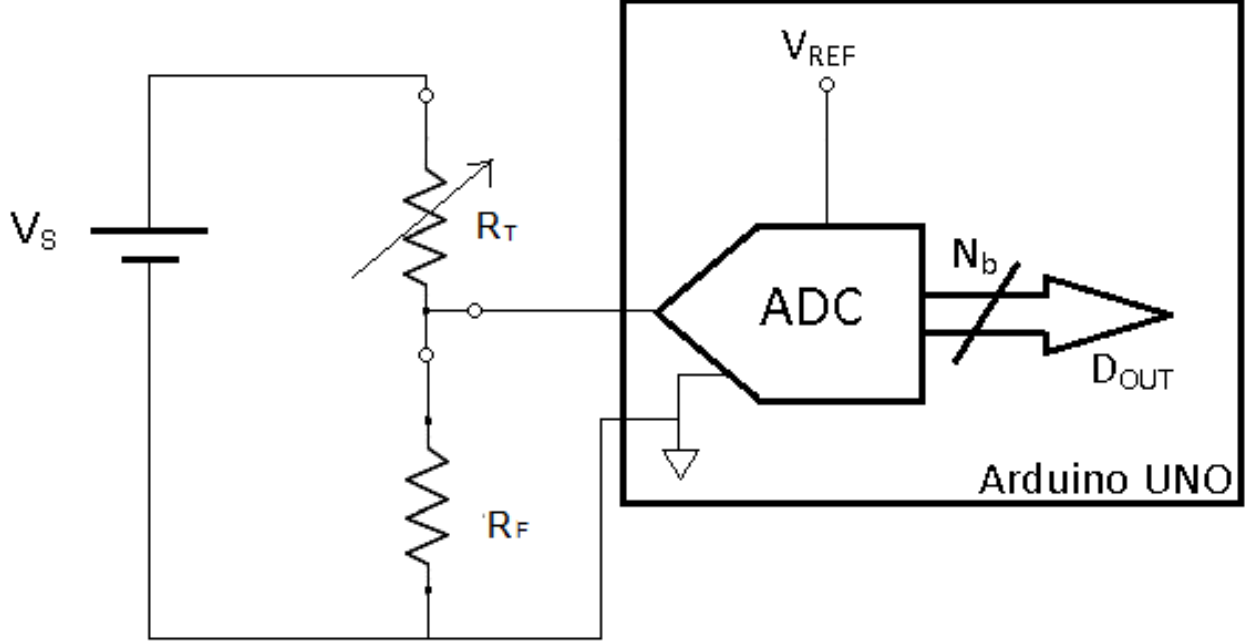 V_REF
V_S
R_T
N_b
ADC
D_OUT
Arduino UNO
R_F